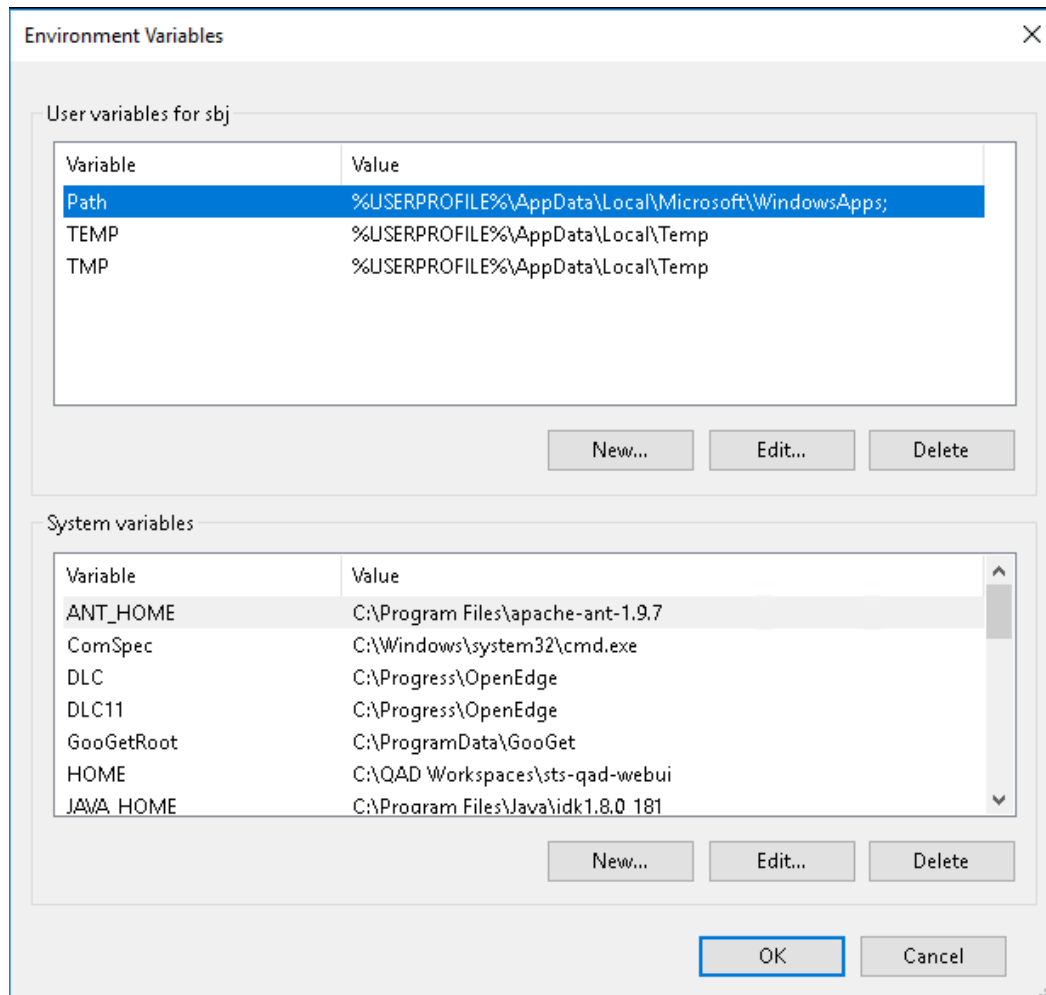 Environment Variables
User variables for sbj
Variable Value
Path %USERPROFILE%\AppData\Local\Microsoft\WindowsApps;
TEMP %USERPROFILE%\AppData\Local\Temp
TMP %USERPROFILE%\AppData\Local\Temp
New... Edit... Delete
System variables
Variable Value
ANT_HOME C:\Program Files\apache-ant-1.9.7
ComSpec C:\Windows\system32\cmd.exe
DLC C:\Progress\OpenEdge
DLC11 C:\Progress\OpenEdge
GooGetRoot C:\ProgramData\GooGet
HOME C:\QAD Workspaces\sts-qad-webui
JAVA_HOME C:\Program Files\Java\jdk1.8.0_181
New... Edit... Delete
OK Cancel